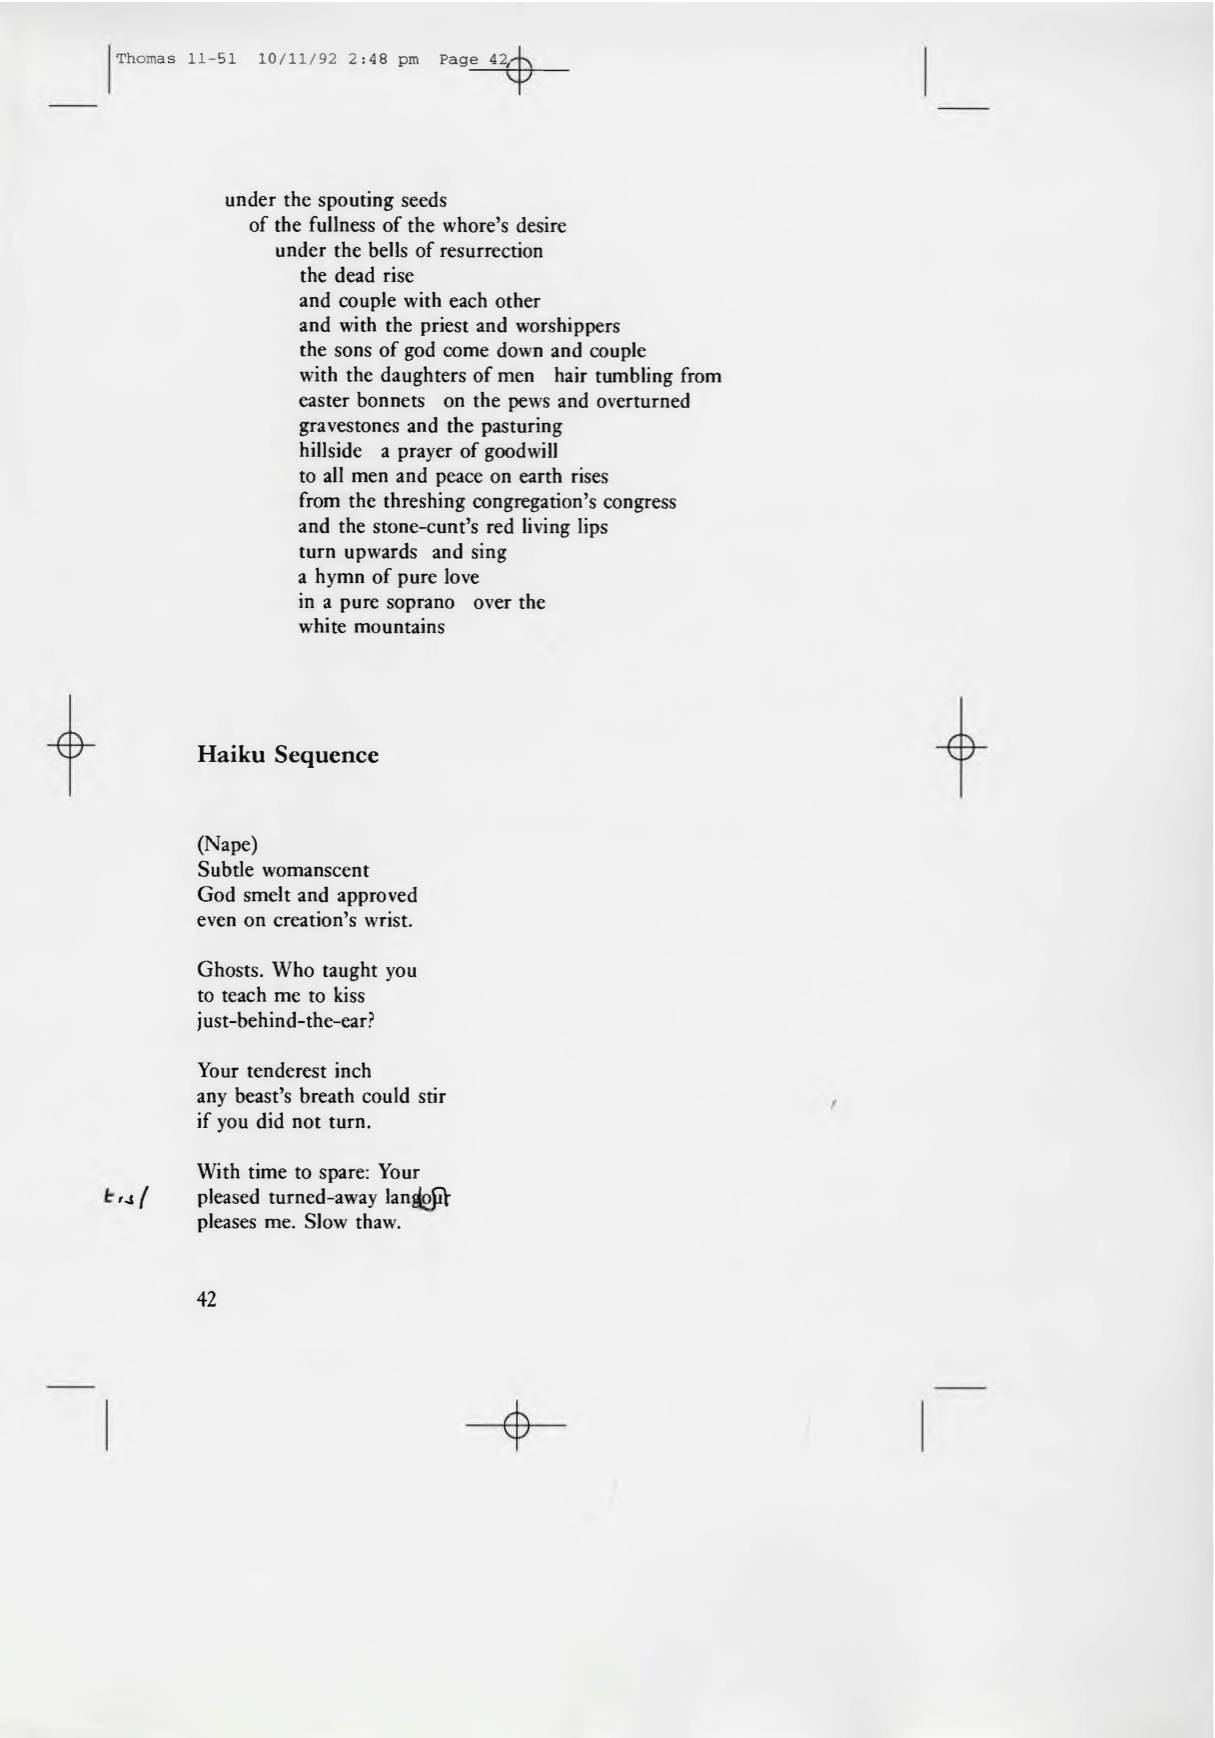 Thomas 11-51 10/11/92 2:48 pm Page 42
under the spouting seeds
of the fullness of the whore's desire
under the bells of resurrection
the dead rise
and couple with each other
and with the priest and worshippers
the sons of god come down and couple
with the daughters of men hair tumbling from
easter bonnets on the pews and overturned
gravestones and the pasturing
hillside a prayer of goodwill
to all men and peace on earth rises
from the threshing congregation's congress
and the stone-cunt's red living lips
turn upwards and sing
a hymn of pure love
in a pure soprano over the
white mountains
Haiku Sequence
(Nape)
Subtle womanscent
God smelt and approved
even on creation's wrist.
Ghosts. Who taught you
to teach me to kiss
just-behind-the-ear?
Your tenderest inch
any beast's breath could stir
if you did not turn.
With time to spare: Your
trs/ pleased turned-away langour
pleases me. Slow thaw.
42